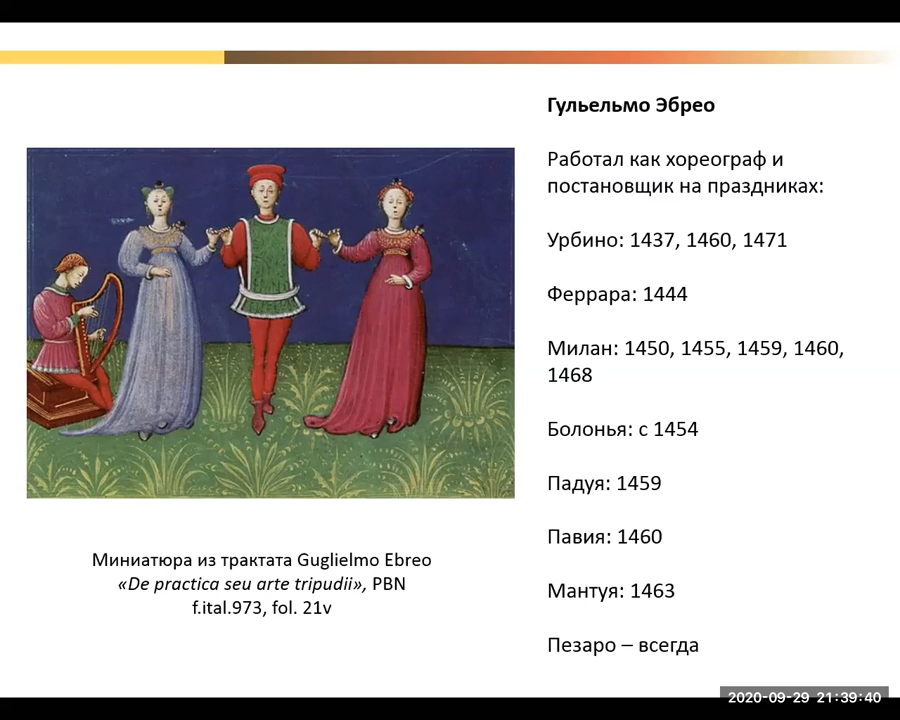 Гульельмо Эбрео
Работал как хореограф и
постановщик на праздниках:
Урбино: 1437, 1460, 1471
Феррара: 1444
Милан: 1450, 1455, 1459, 1460,
1468
Болонья: с 1454
Падуя: 1459
Павия: 1460
Мантуя: 1463
Пезаро – всегда
Миниатюра из трактата Guglielmo Ebreo
«De practica seu arte tripudii», PBN
f.ital.973, fol. 21v
2020-09-29 21:39:40